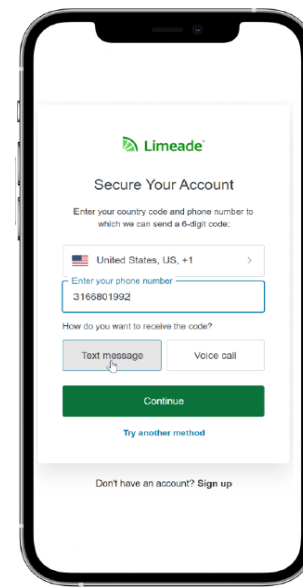 Limeade
Secure Your Account
Enter your country code and phone number to
which we can send a 6-digit code:
United States, US, +1
Enter your phone number
3166801992
How do you want to receive the code?
Text message
Voice call
Continue
Try another method
Don't have an account? Sign up